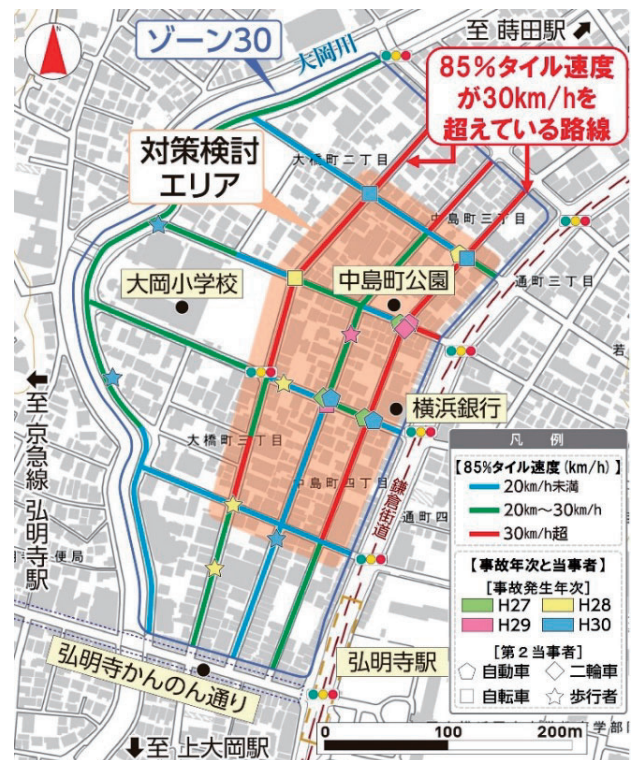 至 蒔田駅
ゾーン30
大岡川
85%タイル速度
が30km/hを
超えている路線
対策検討
エリア
大橋町二丁目
中島町三丁目
通町三丁目
大岡小学校
中島町公園
若
横浜銀行
至 京急線 弘明寺駅
大橋町三丁目
中島町四丁目
鎌倉街道
通町四
便局
弘明寺かんのん通り
弘明寺駅
至 上大岡駅
凡 例
【85%タイル速度(km/h)】
20km/h未満
20km/h～30km/h
30km/h超
【事故年次と当事者】
[事故発生年次]
H27 H28
H29 H30
[第2当事者]
自動車 二輪車
自転車 歩行者
0 100 200m